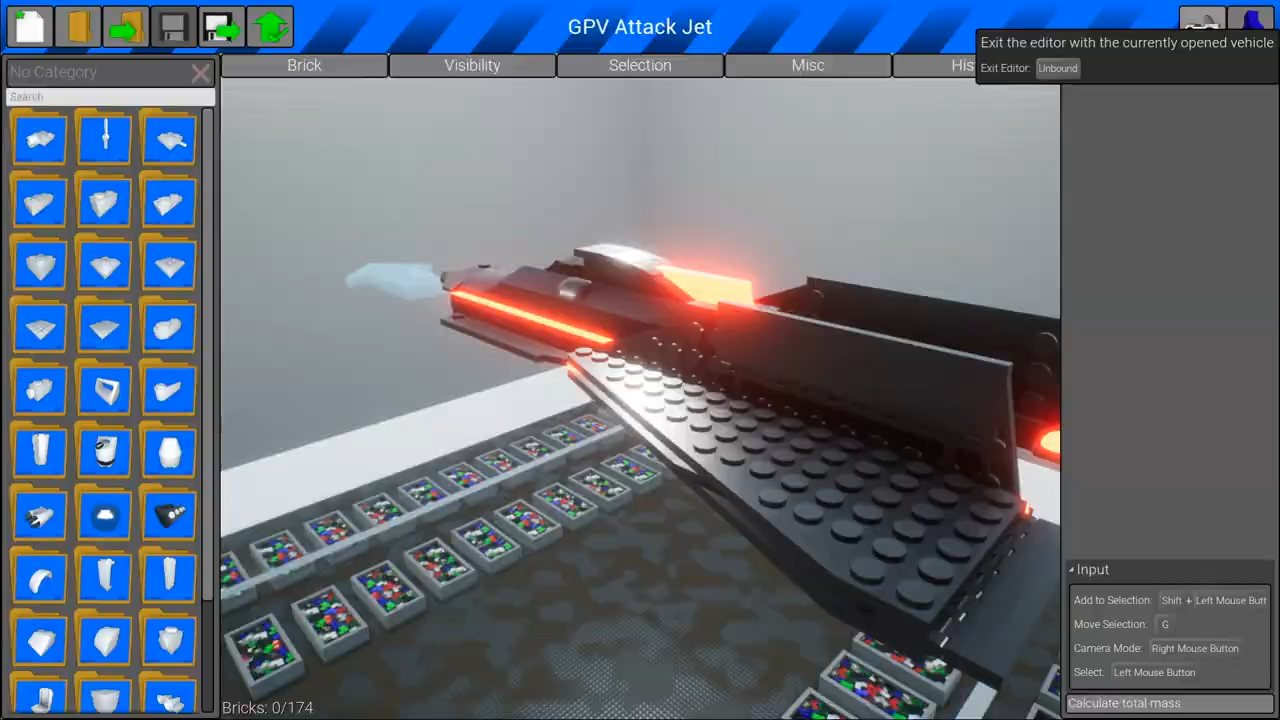 GPV Attack Jet
Exit the editor with the currently opened vehicle
Exit Editor: Unbound
No Category
Search
Brick
Visibility
Selection
Misc
His
Input
Add to Selection: Shift + Left Mouse Butt
Move Selection: G
Camera Mode: Right Mouse Button
Select: Left Mouse Button
Calculate total mass
Bricks: 0/174